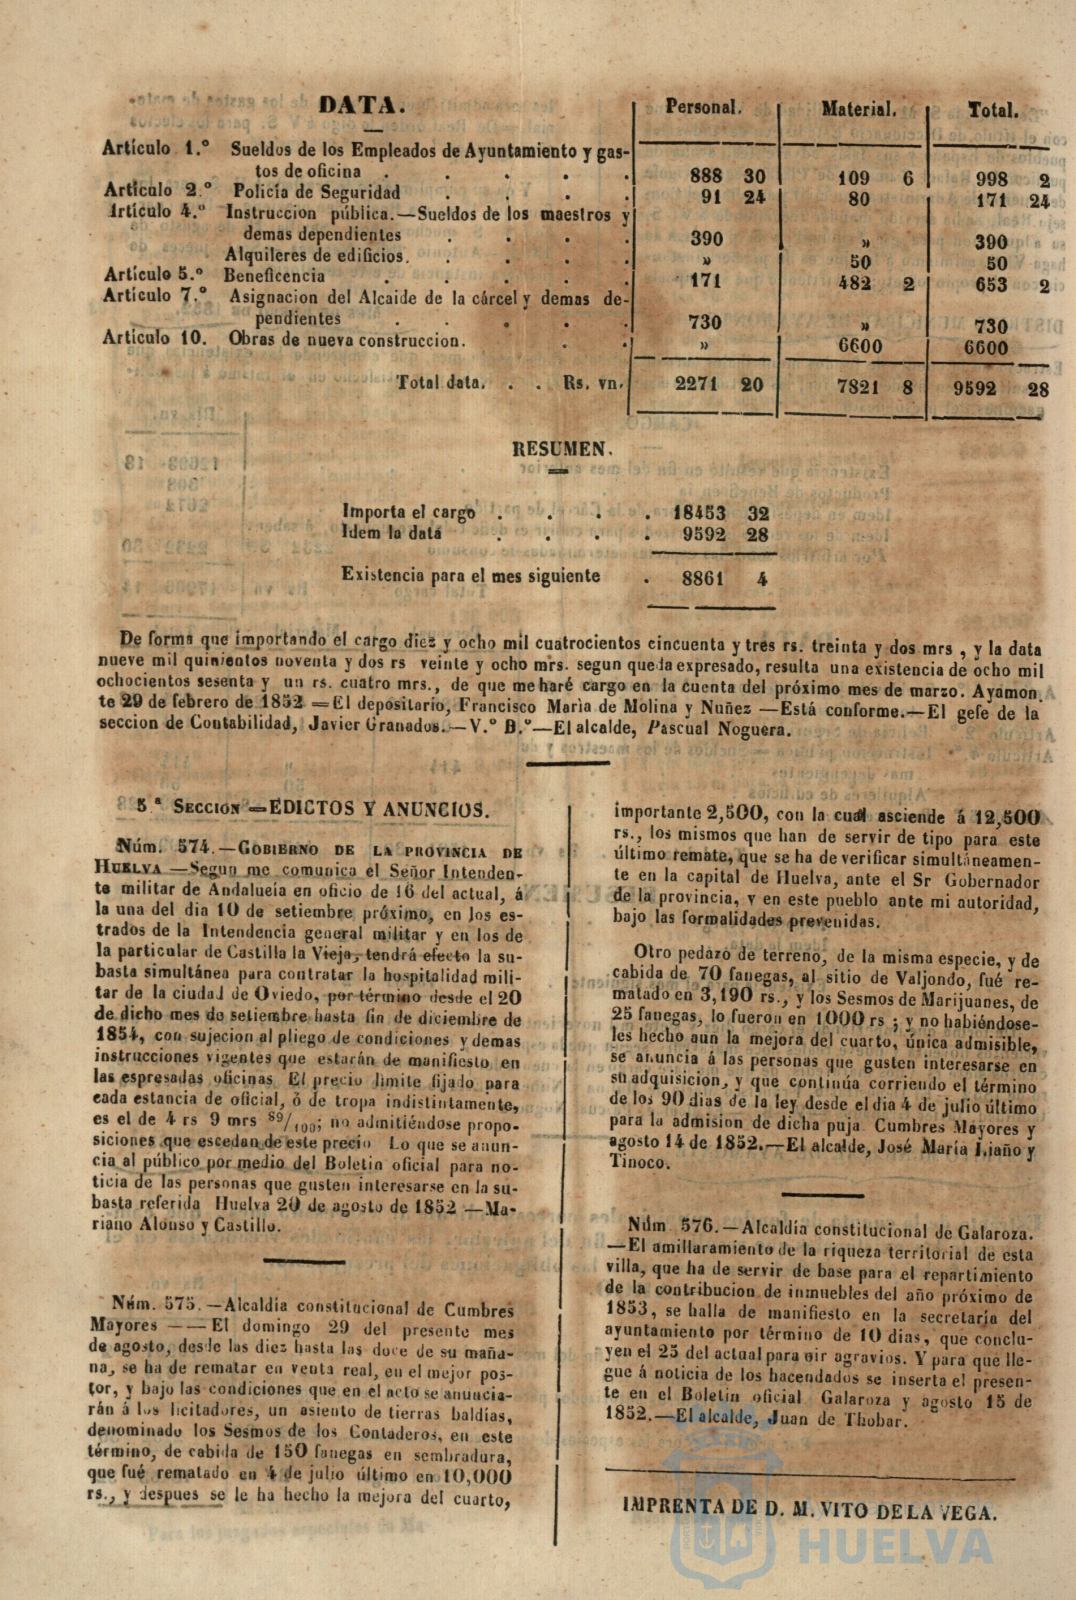 DATA.
Personal. Material. Total.
Artículo 1.º Sueldos de los Empleados de Ayuntamiento y gas-
tos de oficina . . . . . 888 30 109 6 998 2
Artículo 2.º Policía de Seguridad . . . . 91 24 80 171 24
Irtículo 4.º Instruccion pública.—Sueldos de los maestros y
demas dependientes . . . . 390 » 390
Alquileres de edificios. . . . . » 50 50
Artículo 5.º Beneficencia . . . . . 171 482 2 653 2
Artículo 7.º Asignacion del Alcaide de la cárcel y demas de-
pendientes . . . . . 730 » 730
Artículo 10. Obras de nueva construccion. . . » 6600 6600
Total data. . . Rs. vn. 2271 20 7821 8 9592 28
RESUMEN.
Importa el cargo . . . . 18453 32
Idem la data . . . . 9592 28
Existencia para el mes siguiente . 8861 4
De forma que importando el cargo diez y ocho mil cuatrocientos cincuenta y tres rs. treinta y dos mrs , y la data
nueve mil quinientos noventa y dos rs veinte y ocho mrs. segun queda expresado, resulta una existencia de ocho mil
ochocientos sesenta y un rs. cuatro mrs., de que me haré cargo en la cuenta del próximo mes de marzo. Ayamon.
te 29 de febrero de 1852 =El depositario, Francisco Maria de Molina y Nuñez —Está conforme.—El gefe de la
seccion de Contabilidad, Javier Granados.—V.º B.º—El alcalde, Pascual Noguera.
5.ª SECCION =EDICTOS Y ANUNCIOS.
Núm. 574.—GOBIERNO DE LA PROVINCIA DE
HUELVA —Segun me comunica el Señor Intenden-
te militar de Andalueía en oficio de 16 del actual, á
la una del dia 10 de setiembre próximo, en los es-
trados de la Intendencia general militar y en los de
la particular de Castilla la Vieja, tendrá efecto la su-
basta simultánea para contratar la hospitalidad mili-
tar de la ciudad de Oviedo, por término desde el 20
de dicho mes de setiembre hasta fin de diciembre de
1854, con sujecion al pliego de condiciones y demas
instrucciones vigentes que estarán de manifiesto en
las espresadas oficinas El precio límite fijado para
cada estancia de oficial, ó de tropa indistintamente,
es el de 4 rs 9 mrs 89/100; no admitiéndose propo-
siciones que escedan de este precio Lo que se anun-
cia al público por medio del Boletin oficial para no-
ticia de las personas que gusten interesarse en la su-
basta referida Huelva 20 de agosto de 1852 —Ma-
riano Alonso y Castillo.
Núm. 575.—Alcaldía constitucional de Cumbres
Mayores ——El domingo 29 del presente mes
de agosto, desde las diez hasta las doce de su maña-
na, se ha de rematar en venta real, en el mejor pos-
tor, y bajo las condiciones que en el acto se anuncia-
rán á los licitadores, un asiento de tierras baldías,
denominado los Sesmos de los Contaderos, en este
término, de cabida de 150 fanegas en sembradura,
que fué rematado en 4 de julio último en 10,000
rs., y despues se le ha hecho la mejora del cuarto,
importante 2,500, con la cual asciende á 12,500
rs., los mismos que han de servir de tipo para este
último remate, que se ha de verificar simultáneamen-
te en la capital de Huelva, ante el Sr Gobernador
de la provincia, y en este pueblo ante mi autoridad,
bajo las formalidades prevenidas.
Otro pedazo de terreno, de la misma especie, y de
cabida de 70 fanegas, al sitio de Valjondo, fué re-
matado en 3,190 rs., y los Sesmos de Marijuanes, de
25 fanegas, lo fueron en 1000 rs ; y no habiéndose-
les hecho aun la mejora del cuarto, única admisible,
se anuncia á las personas que gusten interesarse en
su adquisicion, y que continúa corriendo el término
de los 90 dias de la ley desde el dia 4 de julio último
para la admision de dicha puja. Cumbres Mayores y
agosto 14 de 1852.—El alcalde, José María Liaño y
Tinoco.
Núm 576.—Alcaldía constitucional de Galaroza.
—El amillaramiento de la riqueza territorial de esta
villa, que ha de servir de base para el repartimiento
de la contribucion de inmuebles del año próximo de
1853, se halla de manifiesto en la secretaría del
ayuntamiento por término de 10 dias, que conclu-
yen el 25 del actual para oir agravios. Y para que lle-
gue á noticia de los hacendados se inserta el presen-
te en el Boletin oficial Galaroza y agosto 15 de
1852.—El alcalde, Juan de Thobar.
IMPRENTA DE D. M. VITO DE LA VEGA.
HUELVA